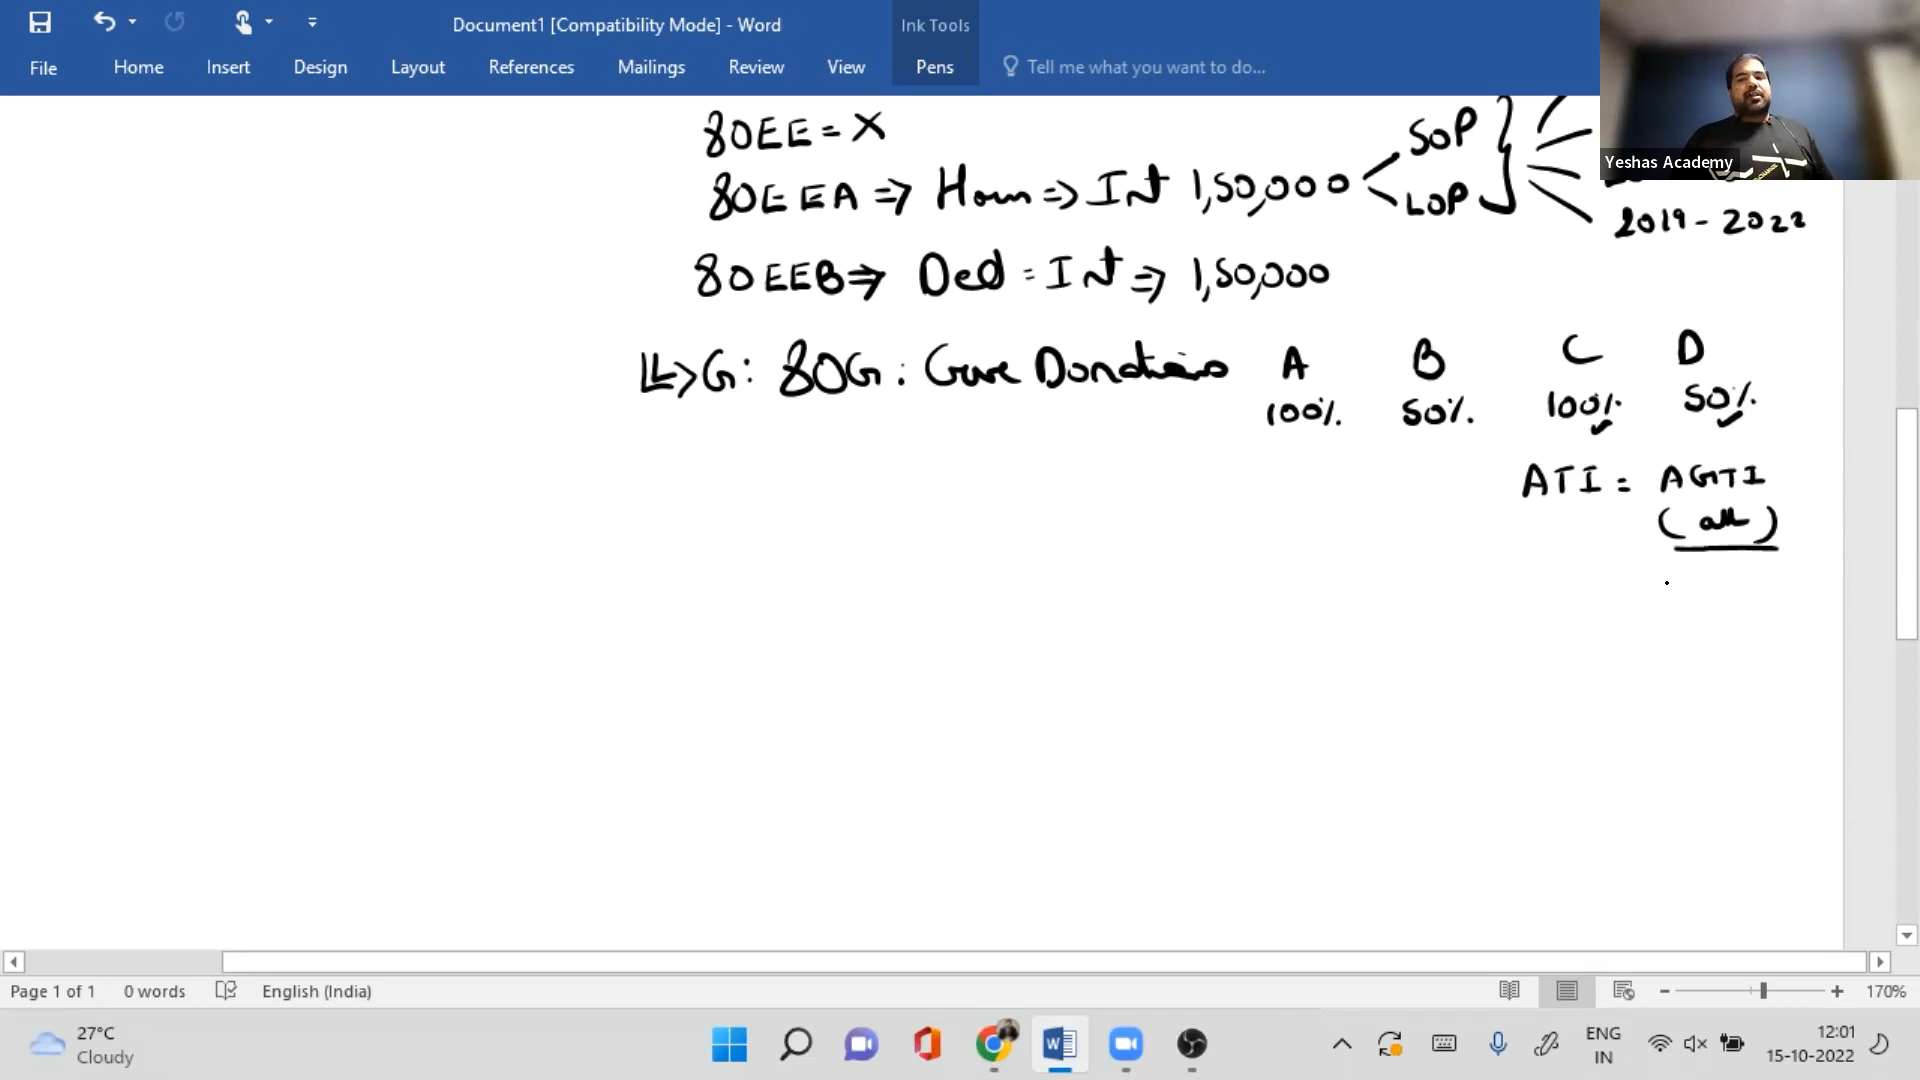 Document1 [Compatibility Mode] - Word
Ink Tools
File Home Insert Design Layout References Mailings Review View Pens Tell me what you want to do...
Yeshas Academy
80EE = X
SOP
80EEA => => Int 1,50,000
LOP
2019 - 2022
80EEB => Ded = Int => 1,50,000
G: 80G: Donations A B C D
100% 50% 100% 50%
ATI = AGTI
(all)
Page 1 of 1 0 words English (India) 170%
27°C
Cloudy
ENG
IN
12:01
15-10-2022